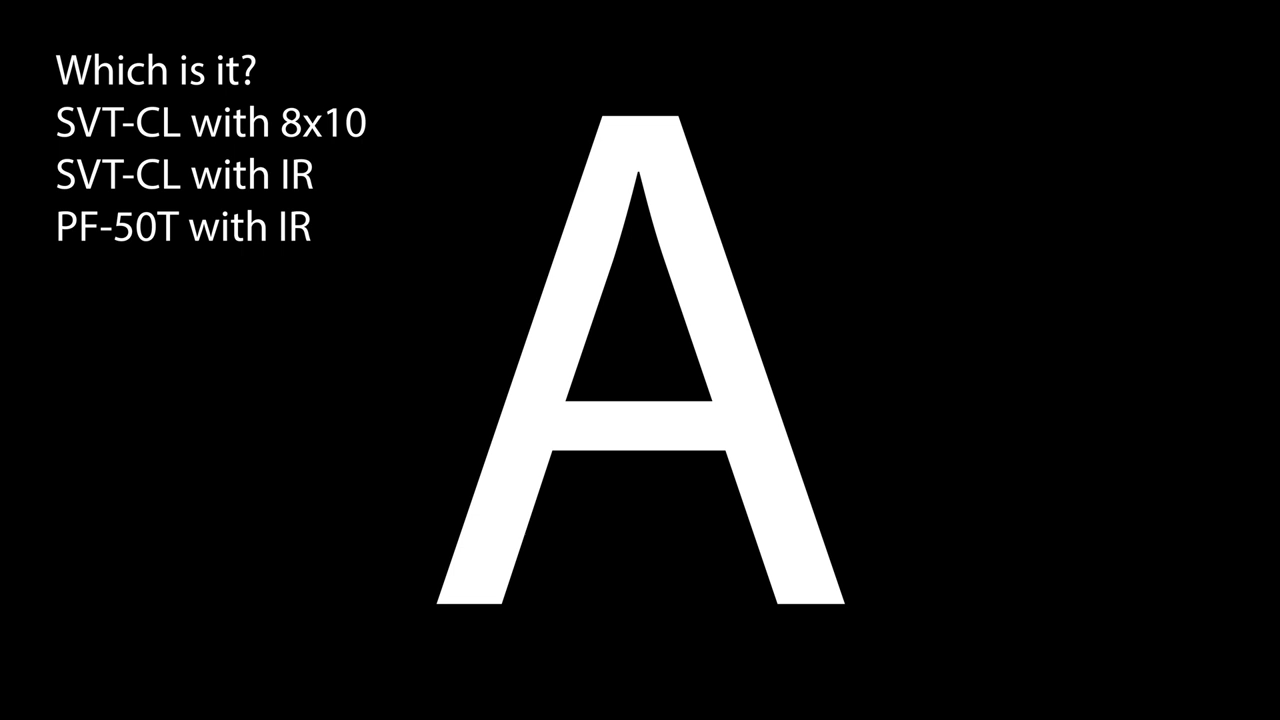 Which is it?
SVT-CL with 8x10
SVT-CL with IR
PF-50T with IR
A